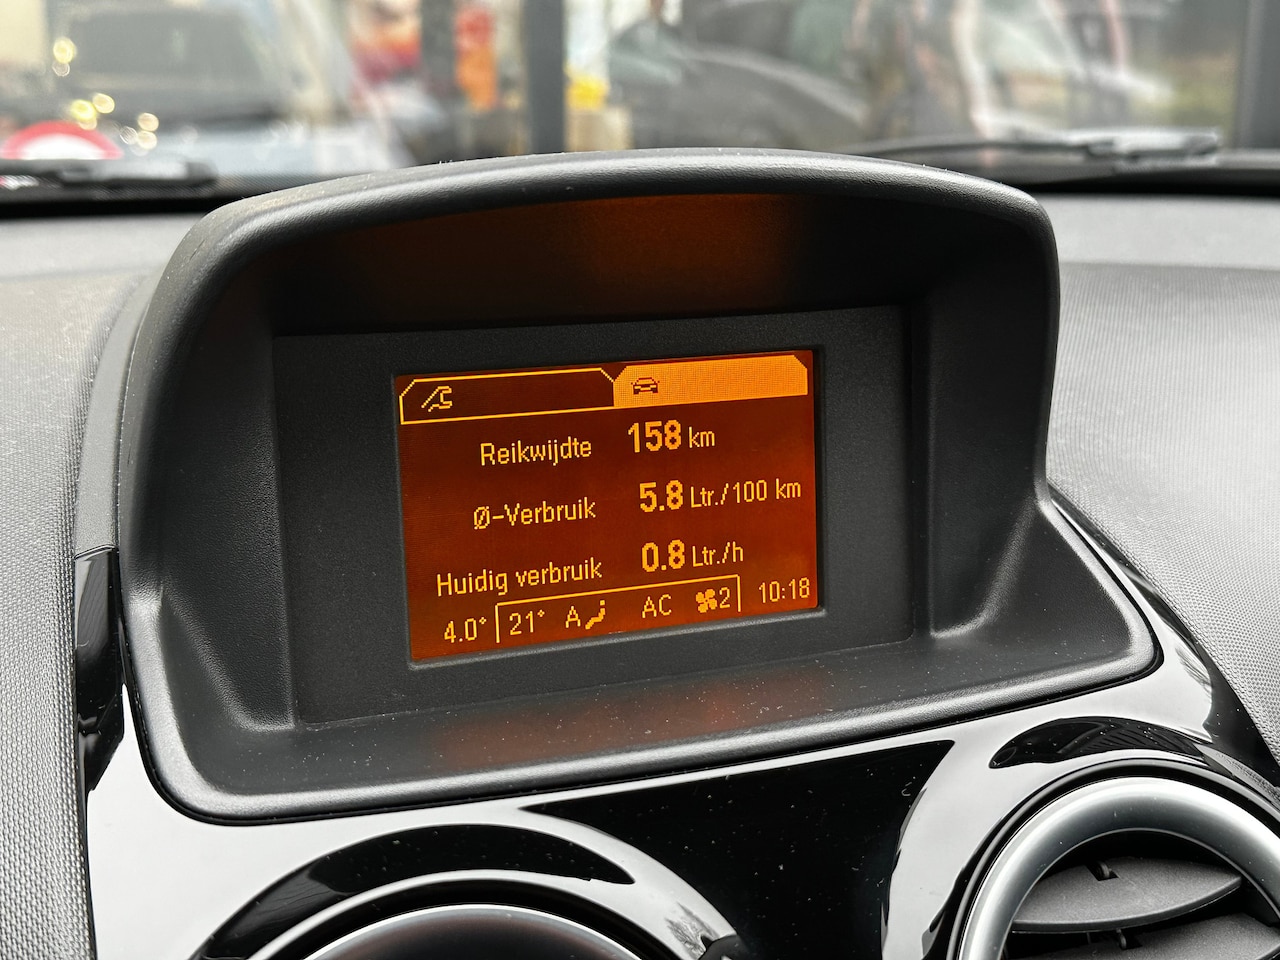 Reikwijdte 158 km
Ø-Verbruik 5.8 Ltr./100 km
Huidig verbruik 0.8 Ltr./h
4.0° 21° A AC 2 10:18